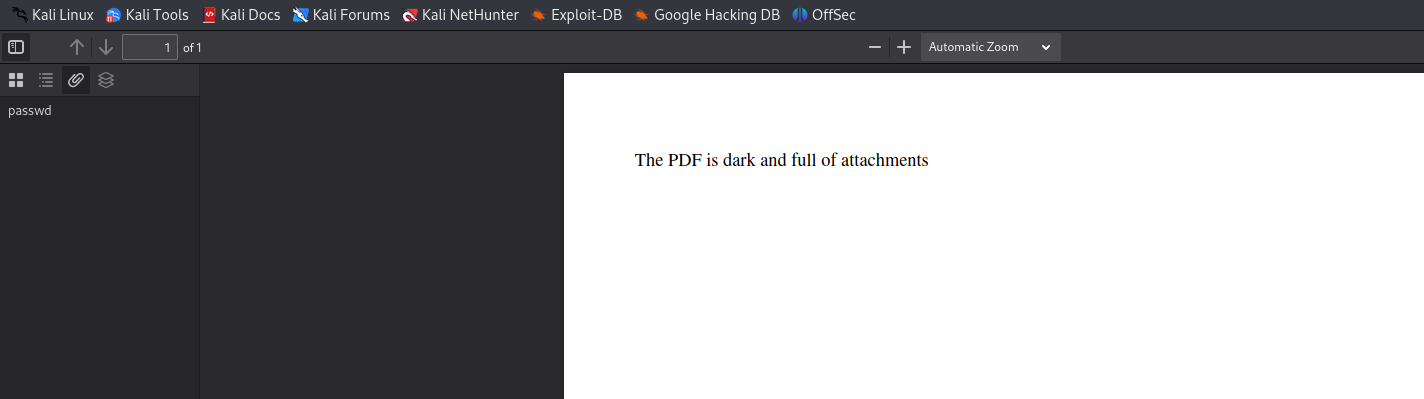 Kali Linux Kali Tools Kali Docs Kali Forums Kali NetHunter Exploit-DB Google Hacking DB OffSec
1 of 1 Automatic Zoom
passwd
The PDF is dark and full of attachments